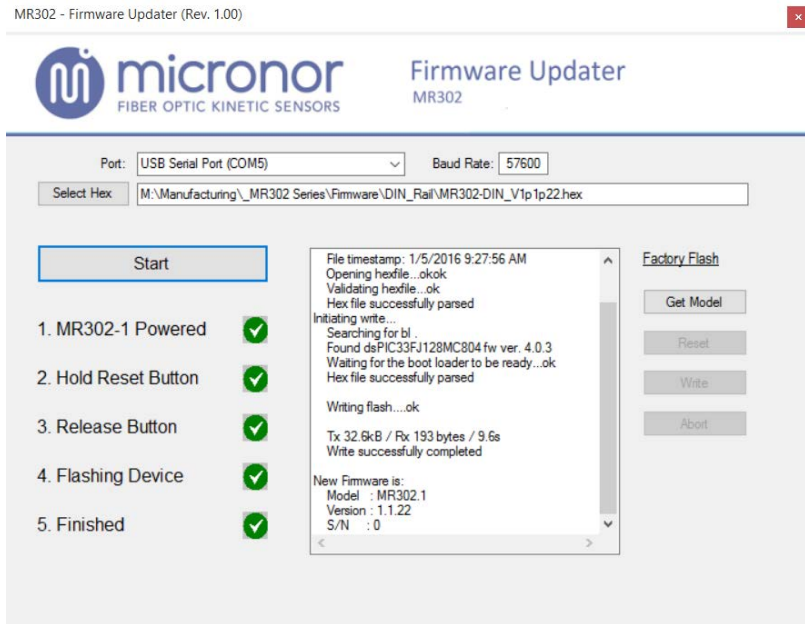 MR302 - Firmware Updater (Rev. 1.00)
micronor
FIBER OPTIC KINETIC SENSORS
Firmware Updater
MR302
Port: USB Serial Port (COM5) Baud Rate: 57600
Select Hex M:\Manufacturing\_MR302 Series\Firmware\DIN_Rail\MR302-DIN_V1p1p22.hex
Start
1. MR302-1 Powered
2. Hold Reset Button
3. Release Button
4. Flashing Device
5. Finished
File timestamp: 1/5/2016 9:27:56 AM
Opening hexfile...okok
Validating hexfile...ok
Hex file successfully parsed
Initiating write...
Searching for bl .
Found dsPIC33FJ128MC804 fw ver. 4.0.3
Waiting for the boot loader to be ready...ok
Hex file successfully parsed
Writing flash....ok
Tx 32.6kB / Rx 193 bytes / 9.6s
Write successfully completed
New Firmware is:
Model : MR302.1
Version : 1.1.22
S/N : 0
Factory Flash
Get Model
Reset
Write
Abort